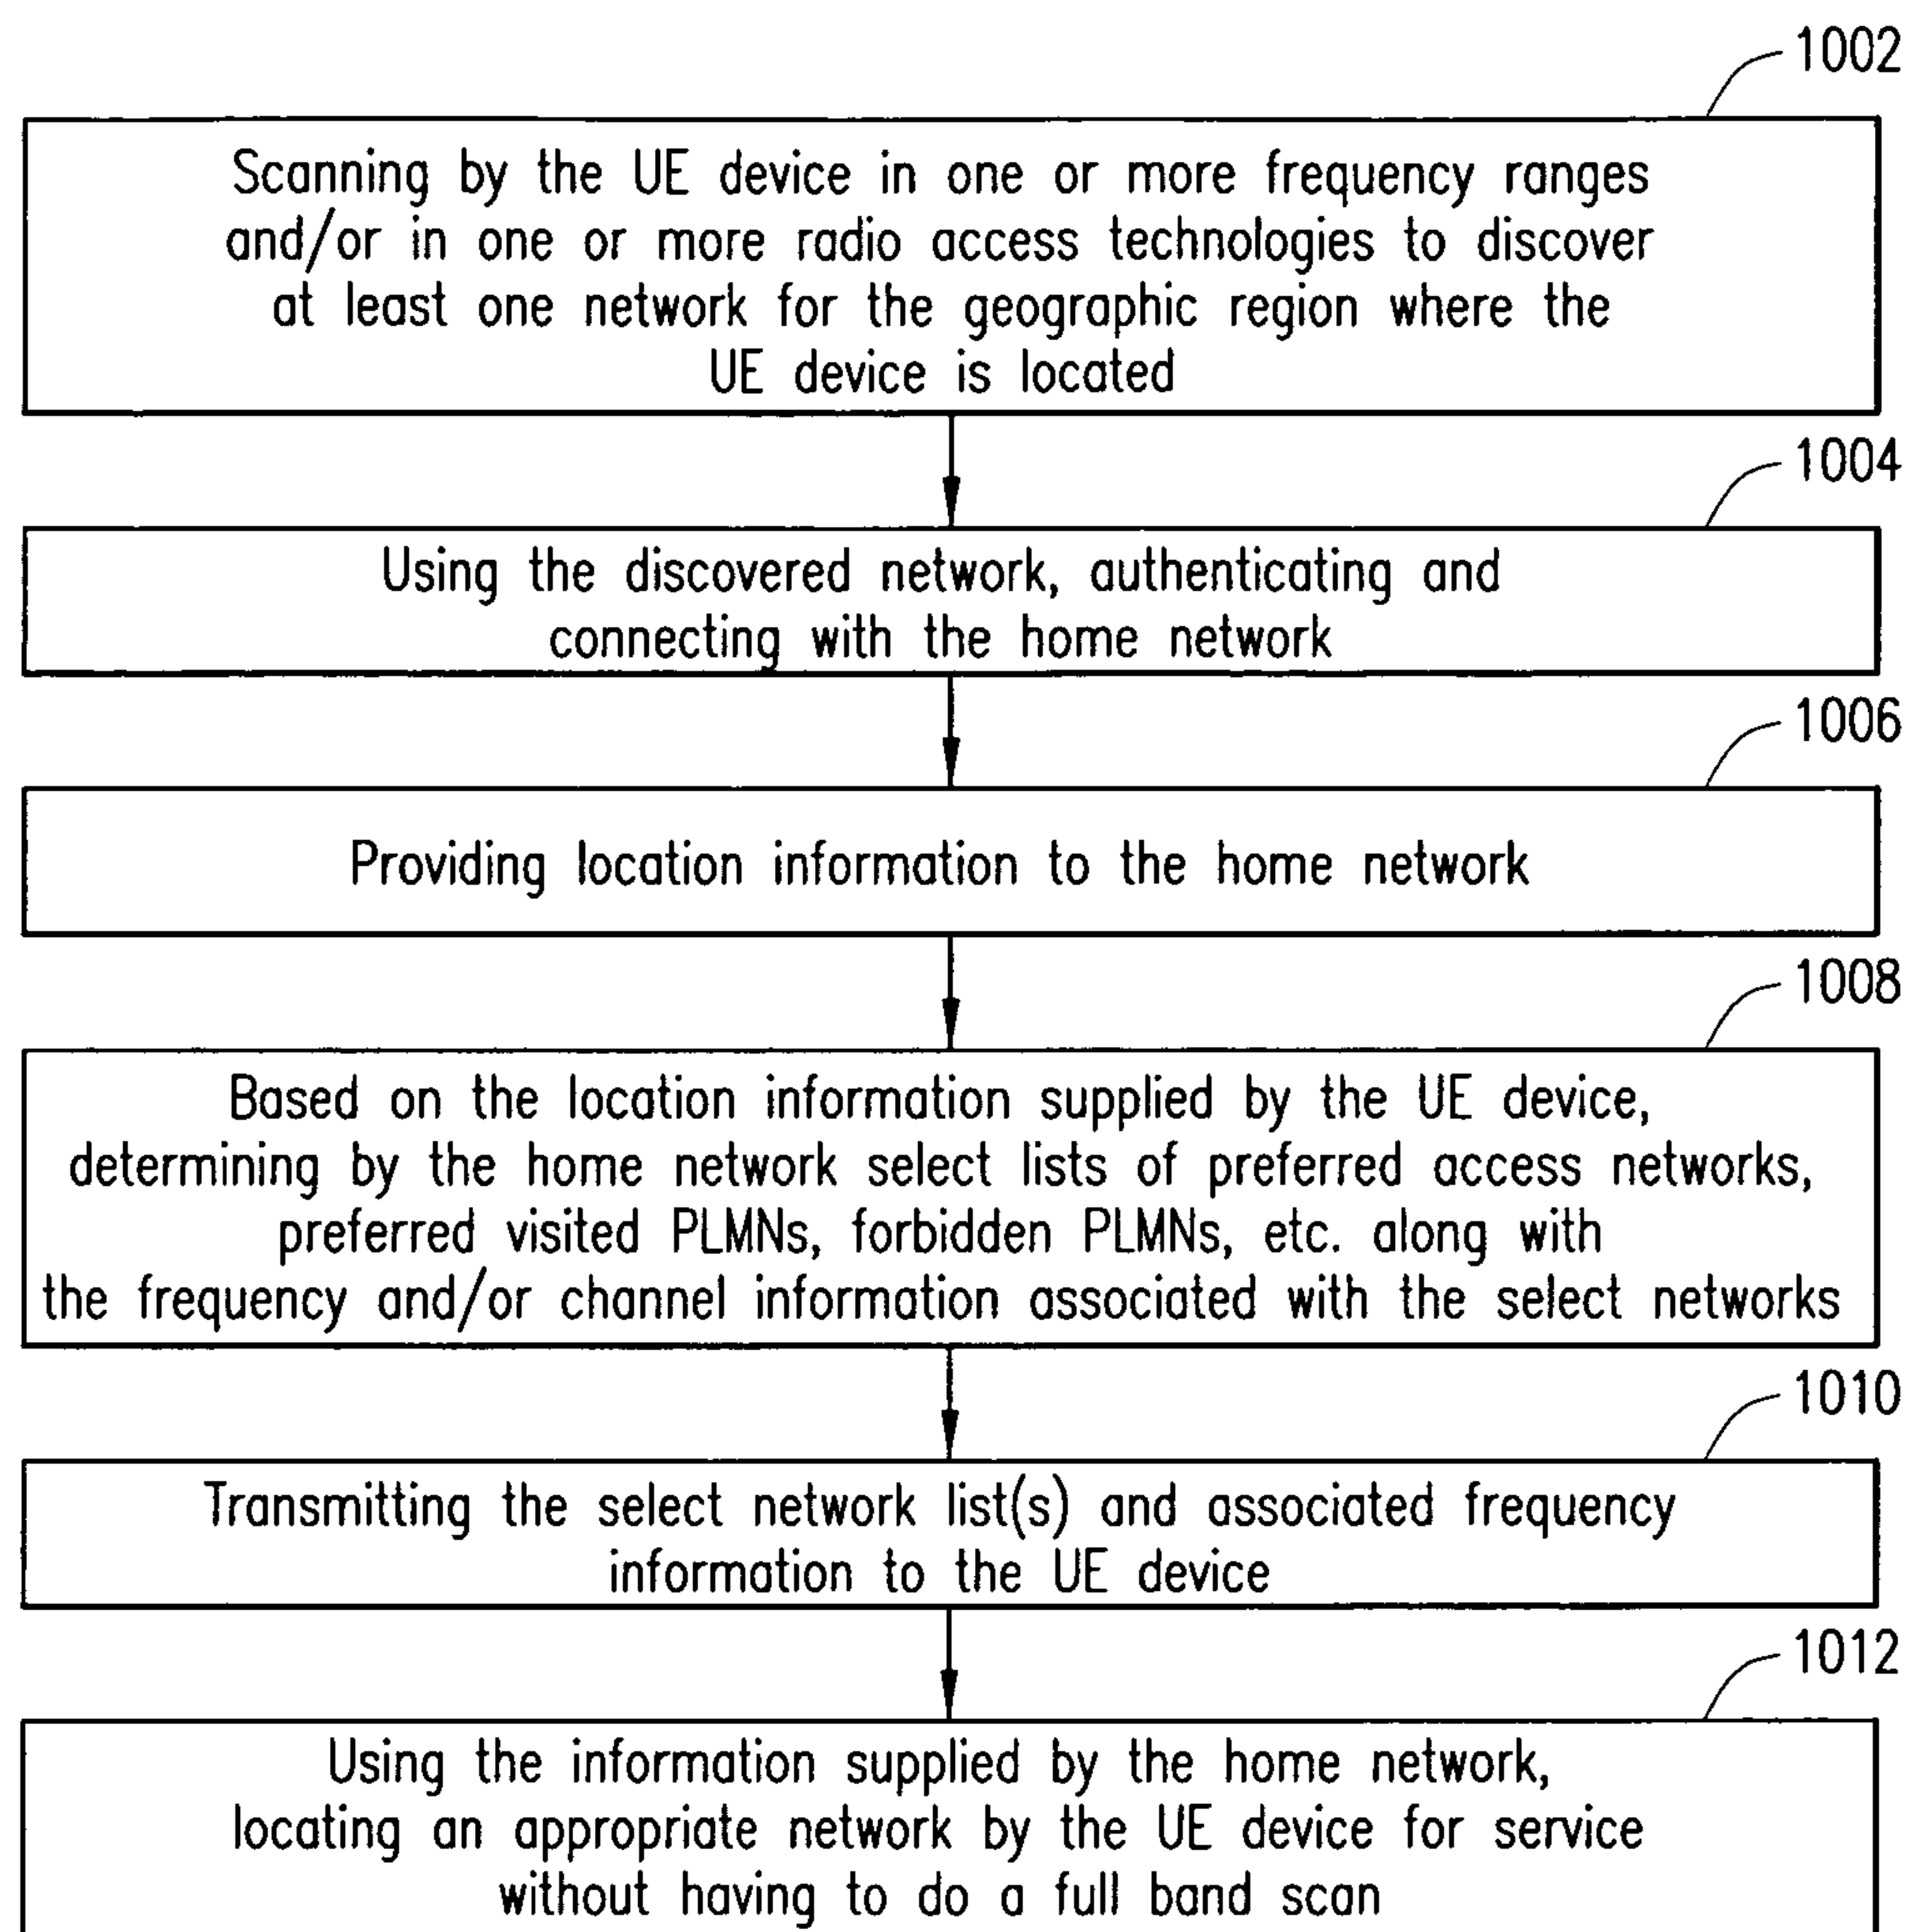 1002
Scanning by the UE device in one or more frequency ranges
and/or in one or more radio access technologies to discover
at least one network for the geographic region where the
UE device is located
1004
Using the discovered network, authenticating and
connecting with the home network
1006
Providing location information to the home network
1008
Based on the location information supplied by the UE device,
determining by the home network select lists of preferred access networks,
preferred visited PLMNs, forbidden PLMNs, etc. along with
the frequency and/or channel information associated with the select networks
1010
Transmitting the select network list(s) and associated frequency
information to the UE device
1012
Using the information supplied by the home network,
locating an appropriate network by the UE device for service
without having to do a full band scan